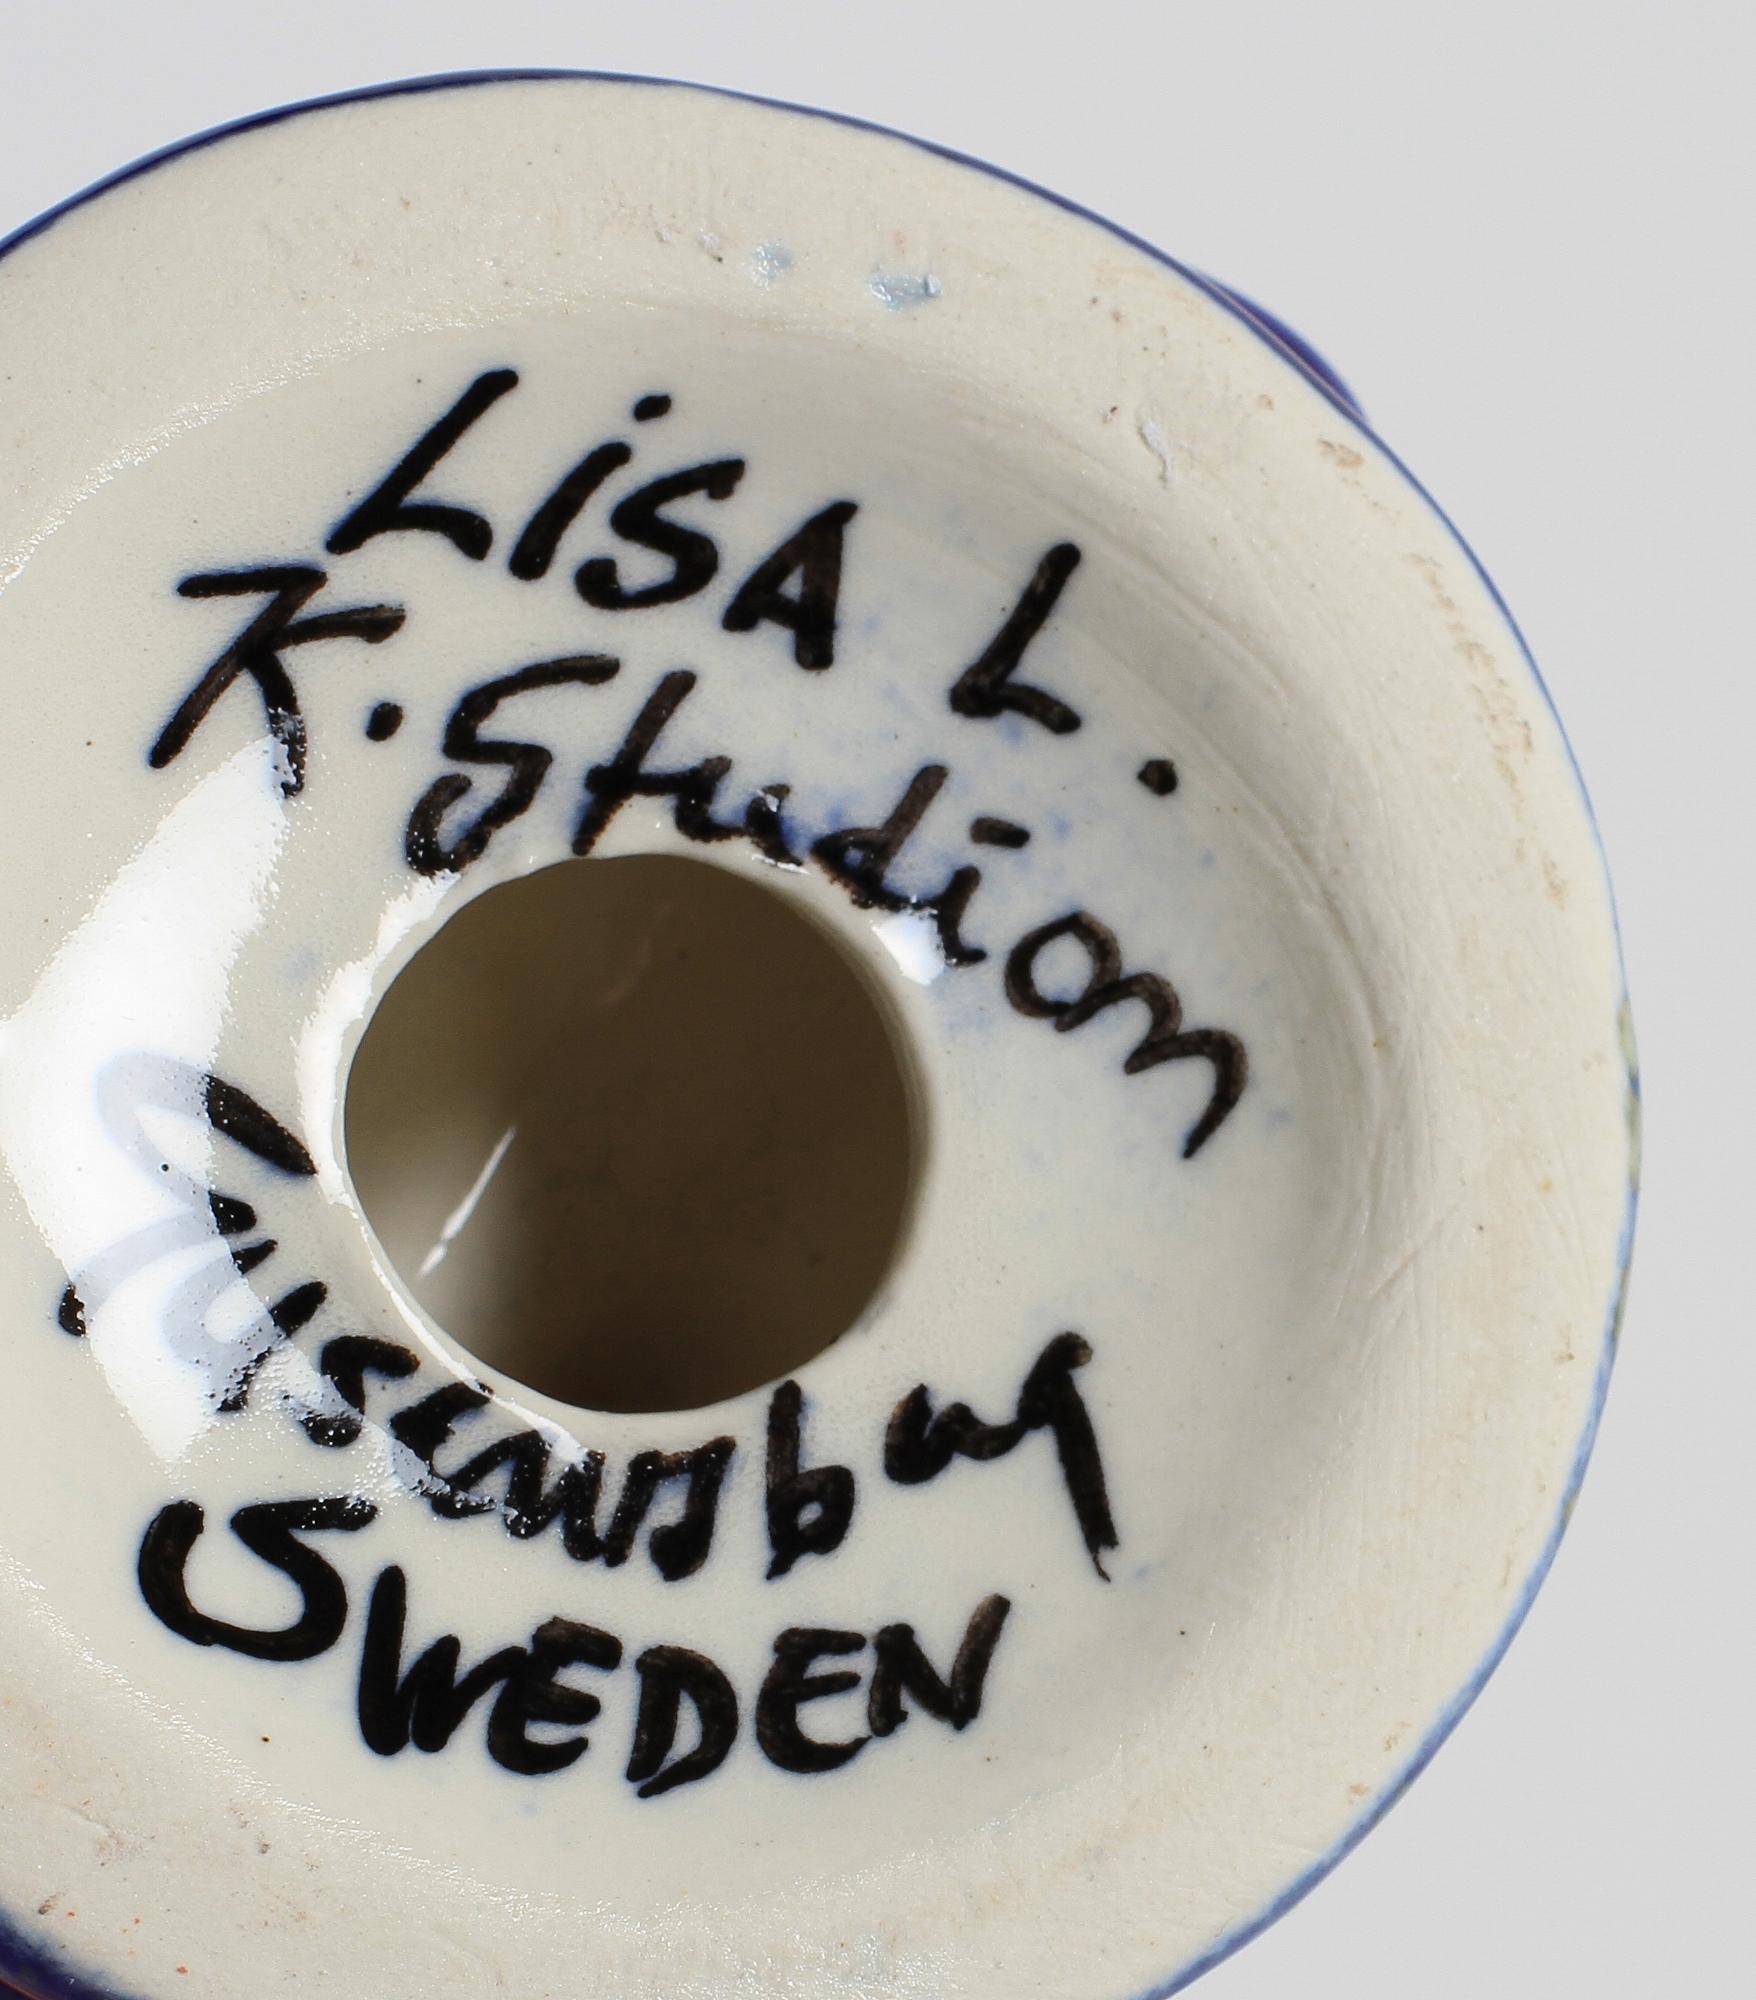 LiSA L.
K. Studion
Gustavsberg
SWEDEN